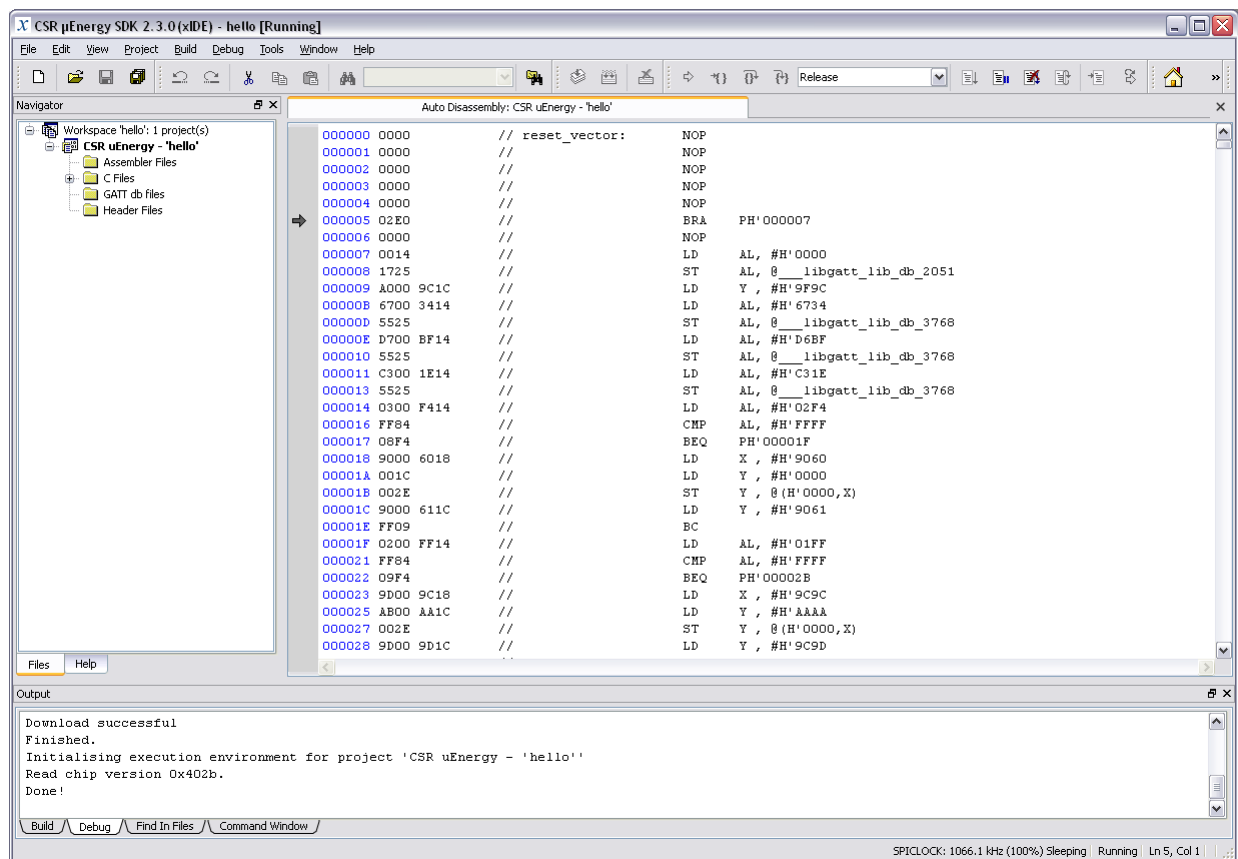 X CSR µEnergy SDK 2.3.0 (xIDE) - hello [Running]
File Edit View Project Build Debug Tools Window Help
Release
Navigator
Auto Disassembly: CSR uEnergy - 'hello'
Workspace 'hello': 1 project(s)
CSR uEnergy - 'hello'
Assembler Files
C Files
GATT db files
Header Files
000000 0000 // reset_vector: NOP
000001 0000 // NOP
000002 0000 // NOP
000003 0000 // NOP
000004 0000 // NOP
000005 02E0 // BRA PH'000007
000006 0000 // NOP
000007 0014 // LD AL, #H'0000
000008 1725 // ST AL, @___libgatt_lib_db_2051
000009 A000 9C1C // LD Y , #H'9F9C
00000B 6700 3414 // LD AL, #H'6734
00000D 5525 // ST AL, @___libgatt_lib_db_3768
00000E D700 BF14 // LD AL, #H'D6BF
000010 5525 // ST AL, @___libgatt_lib_db_3768
000011 C300 1E14 // LD AL, #H'C31E
000013 5525 // ST AL, @___libgatt_lib_db_3768
000014 0300 F414 // LD AL, #H'02F4
000016 FF84 // CMP AL, #H'FFFF
000017 08F4 // BEQ PH'00001F
000018 9000 6018 // LD X , #H'9060
00001A 001C // LD Y , #H'0000
00001B 002E // ST Y , @(H'0000,X)
00001C 9000 611C // LD Y , #H'9061
00001E FF09 // BC
00001F 0200 FF14 // LD AL, #H'01FF
000021 FF84 // CMP AL, #H'FFFF
000022 09F4 // BEQ PH'00002B
000023 9D00 9C18 // LD X , #H'9C9C
000025 AB00 AA1C // LD Y , #H'AAAA
000027 002E // ST Y , @(H'0000,X)
000028 9D00 9D1C // LD Y , #H'9C9D
Files Help
Output
Download successful
Finished.
Initialising execution environment for project 'CSR uEnergy - 'hello''
Read chip version 0x402b.
Done!
Build Debug Find In Files Command Window
SPICLOCK: 1066.1 kHz (100%) Sleeping Running Ln 5, Col 1